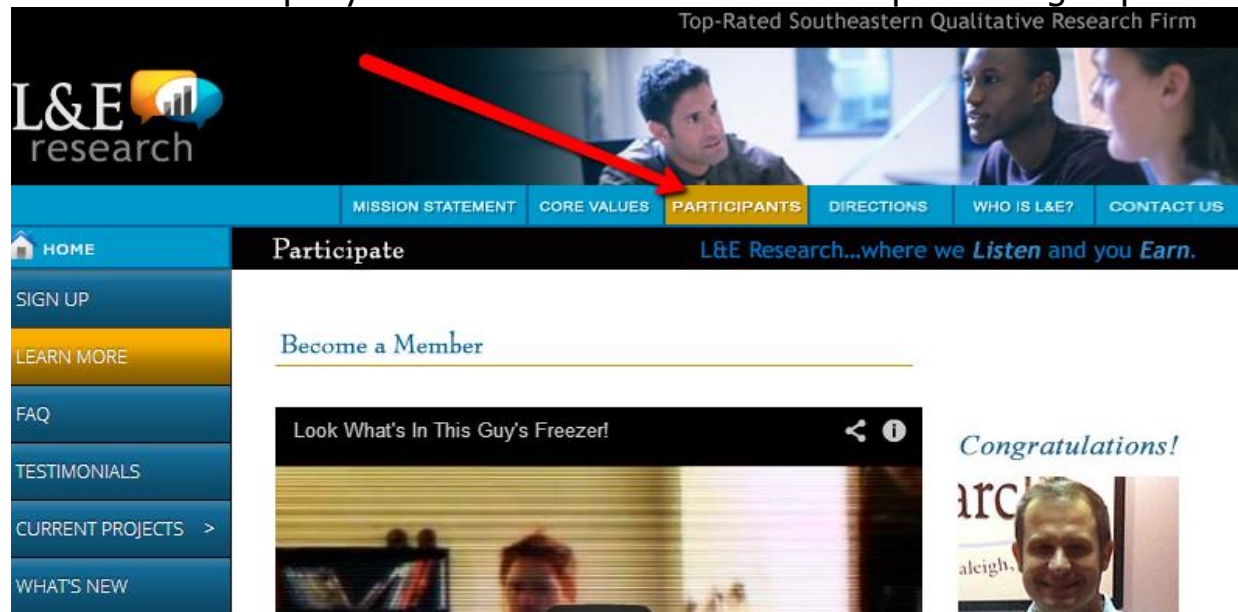 Top-Rated Southeastern Qualitative Research Firm
L&E
research
MISSION STATEMENT CORE VALUES PARTICIPANTS DIRECTIONS WHO IS L&E? CONTACT US
HOME
Participate
L&E Research...where we Listen and you Earn.
SIGN UP
LEARN MORE
FAQ
TESTIMONIALS
CURRENT PROJECTS >
WHAT'S NEW
Become a Member
Look What's In This Guy's Freezer!
Congratulations!